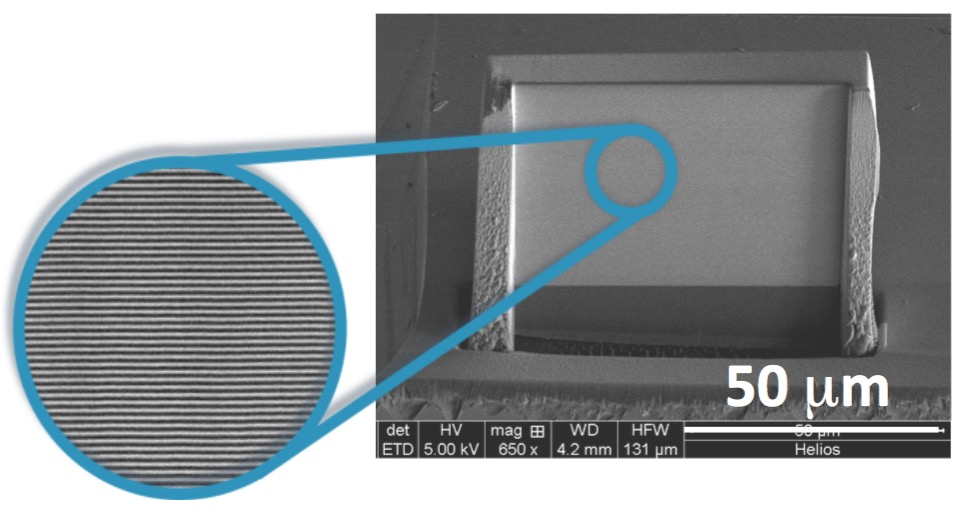 50 μm
det HV mag WD HFW 50 μm
ETD 5.00 kV 650 x 4.2 mm 131 μm Helios